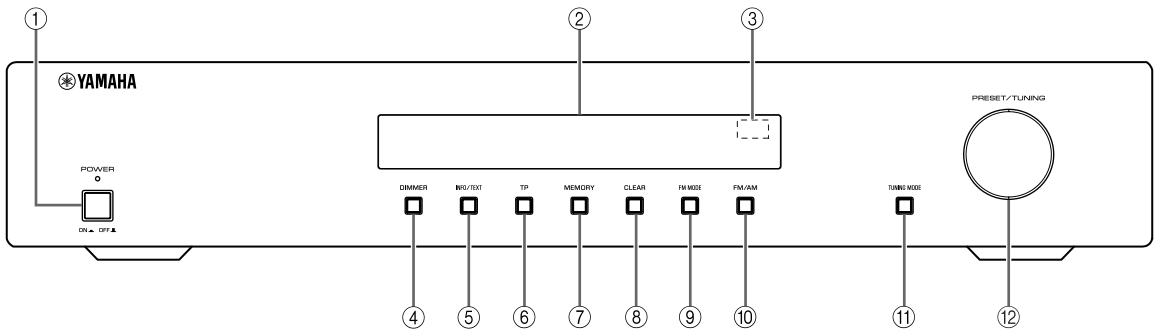 ① ② ③
YAMAHA
PRESET/TUNING
POWER
DIMMER INFO/TEXT TP MEMORY CLEAR FM MODE FM/AM TUNING MODE
ON OFF
④ ⑤ ⑥ ⑦ ⑧ ⑨ ⑩ ⑪ ⑫